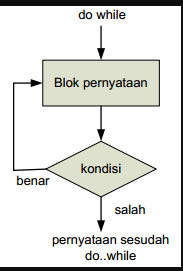 do while
Blok pernyataan
kondisi
benar
salah
pernyataan sesudah
do..while